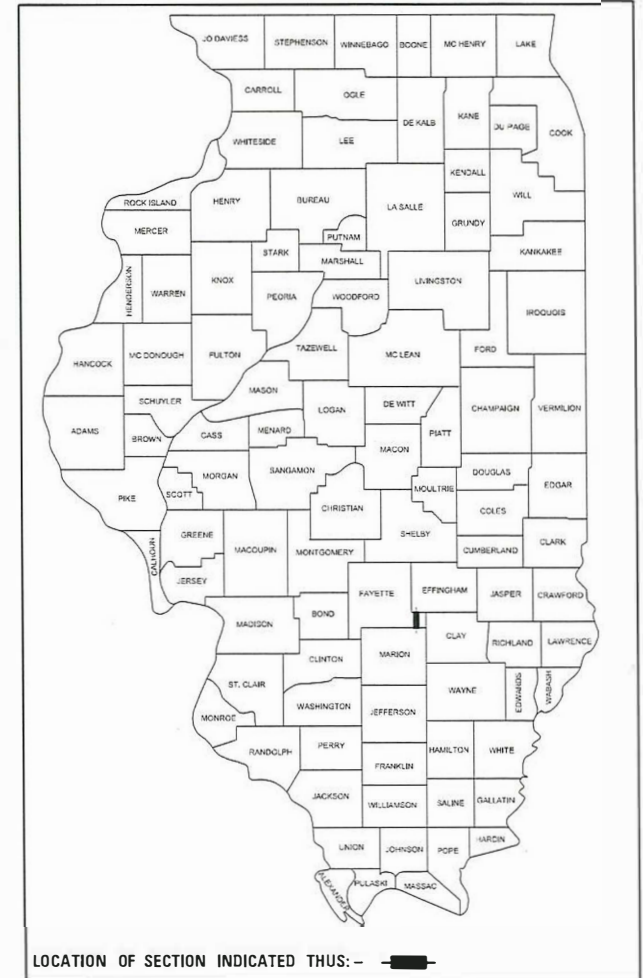 JO DAVIESS STEPHENSON WINNEBAGO BOONE MC HENRY LAKE
CARROLL OGLE
DE KALB KANE DU PAGE COOK
WHITESIDE LEE
KENDALL
WILL
ROCK ISLAND HENRY BUREAU LA SALLE
GRUNDY
MERCER PUTNAM
STARK MARSHALL KANKAKEE
HENDERSON WARREN KNOX PEORIA WOODFORD LIVINGSTON
IROQUOIS
HANCOCK MC DONOUGH FULTON TAZEWELL MC LEAN FORD
MASON
SCHUYLER LOGAN DE WITT CHAMPAIGN VERMILION
ADAMS BROWN CASS MENARD PIATT
MACON
PIKE SCOTT MORGAN SANGAMON DOUGLAS
MOULTRIE EDGAR
CHRISTIAN COLES
CALHOUN GREENE MACOUPIN MONTGOMERY SHELBY
CUMBERLAND CLARK
JERSEY FAYETTE EFFINGHAM JASPER CRAWFORD
MADISON BOND
CLAY RICHLAND LAWRENCE
MARION
CLINTON
ST. CLAIR WAYNE EDWARDS WABASH
WASHINGTON JEFFERSON
MONROE
RANDOLPH PERRY HAMILTON WHITE
FRANKLIN
JACKSON WILLIAMSON SALINE GALLATIN
UNION JOHNSON POPE HARDIN
ALEXANDER PULASKI MASSAC
LOCATION OF SECTION INDICATED THUS: -